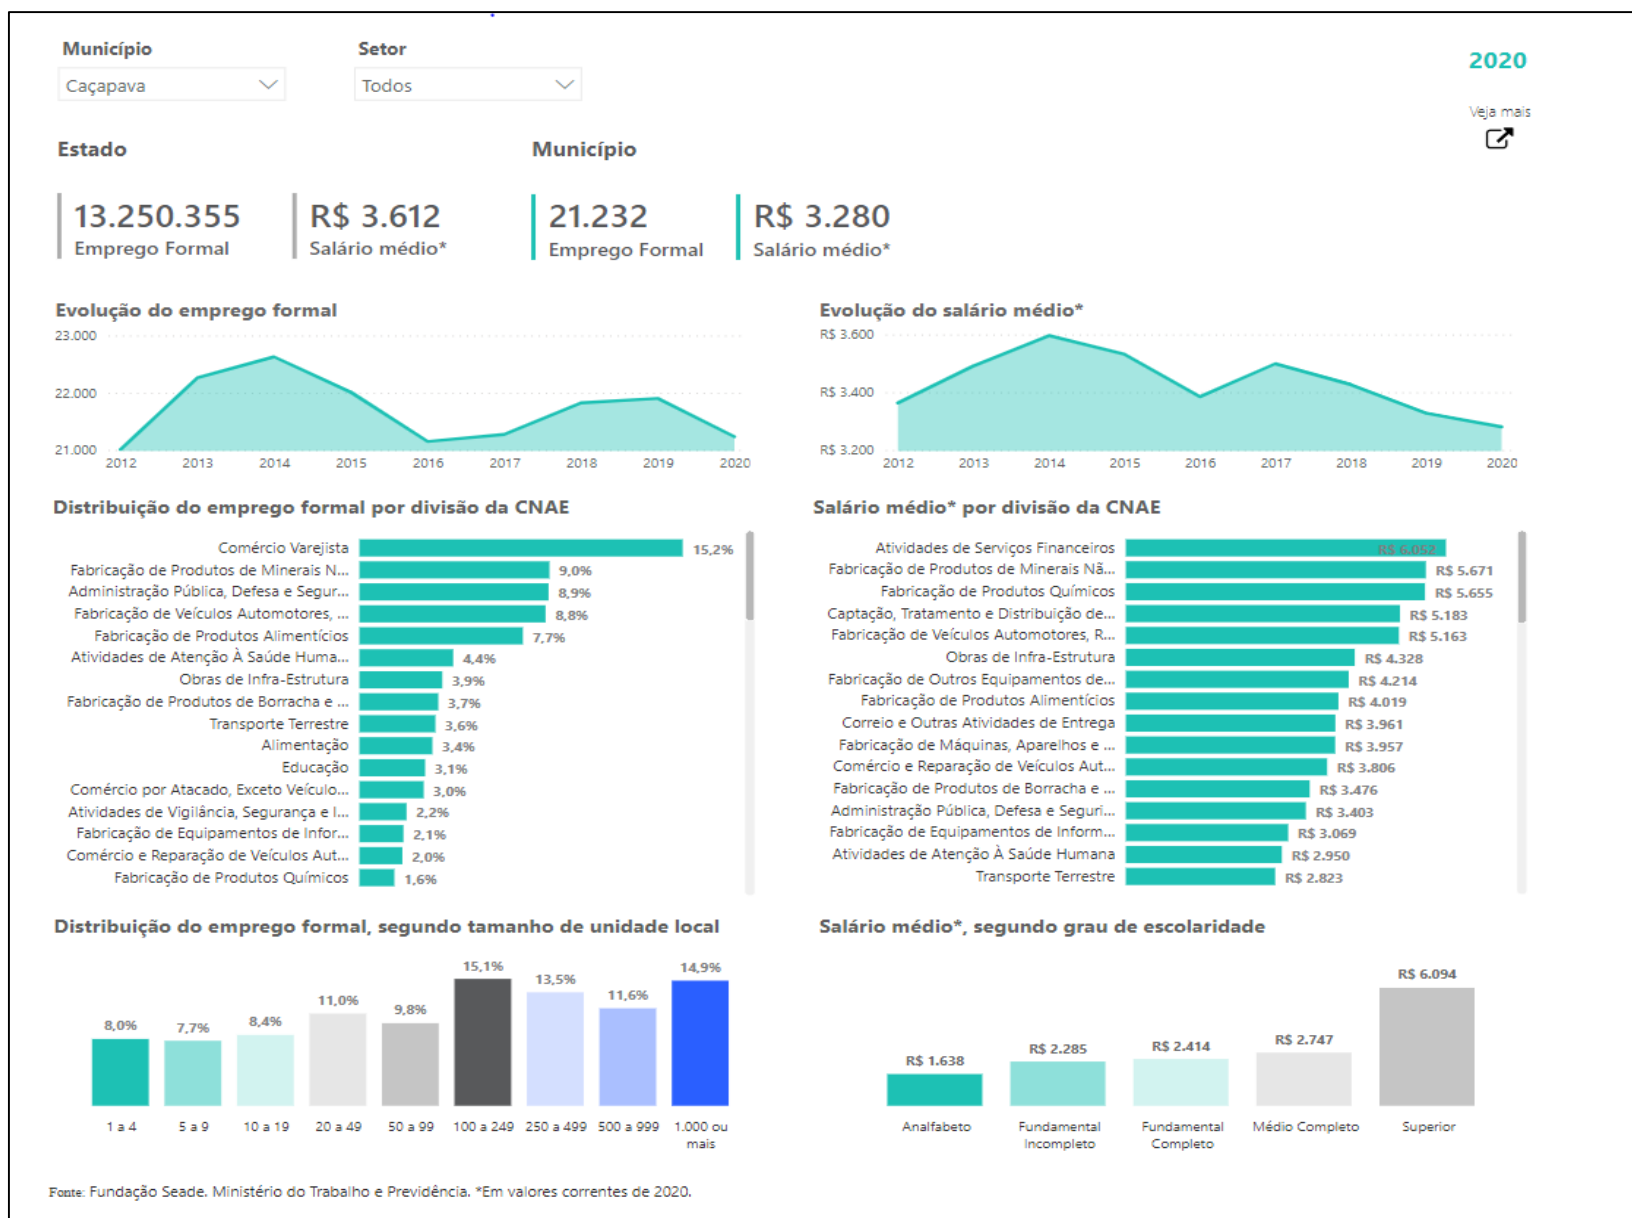 Município
Setor
2020
Caçapava
Todos
Veja mais
Estado
Município
13.250.355
R$ 3.612
21.232
R$ 3.280
Emprego Formal
Salário médio*
Emprego Formal
Salário médio*
Evolução do emprego formal
23.000
22.000
21.000
2012 2013 2014 2015 2016 2017 2018 2019 2020
Evolução do salário médio*
R$ 3.600
R$ 3.400
R$ 3.200
2012 2013 2014 2015 2016 2017 2018 2019 2020
Distribuição do emprego formal por divisão da CNAE
Comércio Varejista 15,2%
Fabricação de Produtos de Minerais N... 9,0%
Administração Pública, Defesa e Segur... 8,9%
Fabricação de Veículos Automotores, ... 8,8%
Fabricação de Produtos Alimentícios 7,7%
Atividades de Atenção À Saúde Huma... 4,4%
Obras de Infra-Estrutura 3,9%
Fabricação de Produtos de Borracha e ... 3,7%
Transporte Terrestre 3,6%
Alimentação 3,4%
Educação 3,1%
Comércio por Atacado, Exceto Veículo... 3,0%
Atividades de Vigilância, Segurança e I... 2,2%
Fabricação de Equipamentos de Infor... 2,1%
Comércio e Reparação de Veículos Aut... 2,0%
Fabricação de Produtos Químicos 1,6%
Salário médio* por divisão da CNAE
Atividades de Serviços Financeiros R$ 6.052
Fabricação de Produtos de Minerais Nã... R$ 5.671
Fabricação de Produtos Químicos R$ 5.655
Captação, Tratamento e Distribuição de... R$ 5.183
Fabricação de Veículos Automotores, R... R$ 5.163
Obras de Infra-Estrutura R$ 4.328
Fabricação de Outros Equipamentos de... R$ 4.214
Fabricação de Produtos Alimentícios R$ 4.019
Correio e Outras Atividades de Entrega R$ 3.961
Fabricação de Máquinas, Aparelhos e ... R$ 3.957
Comércio e Reparação de Veículos Aut... R$ 3.806
Fabricação de Produtos de Borracha e ... R$ 3.476
Administração Pública, Defesa e Seguri... R$ 3.403
Fabricação de Equipamentos de Inform... R$ 3.069
Atividades de Atenção À Saúde Humana R$ 2.950
Transporte Terrestre R$ 2.823
Distribuição do emprego formal, segundo tamanho de unidade local
8,0% 7,7% 8,4% 11,0% 9,8% 15,1% 13,5% 11,6% 14,9%
1 a 4 5 a 9 10 a 19 20 a 49 50 a 99 100 a 249 250 a 499 500 a 999 1.000 ou
mais
Salário médio*, segundo grau de escolaridade
R$ 1.638 R$ 2.285 R$ 2.414 R$ 2.747 R$ 6.094
Analfabeto Fundamental Fundamental Médio Completo Superior
Incompleto Completo
Fonte: Fundação Seade. Ministério do Trabalho e Previdência. *Em valores correntes de 2020.